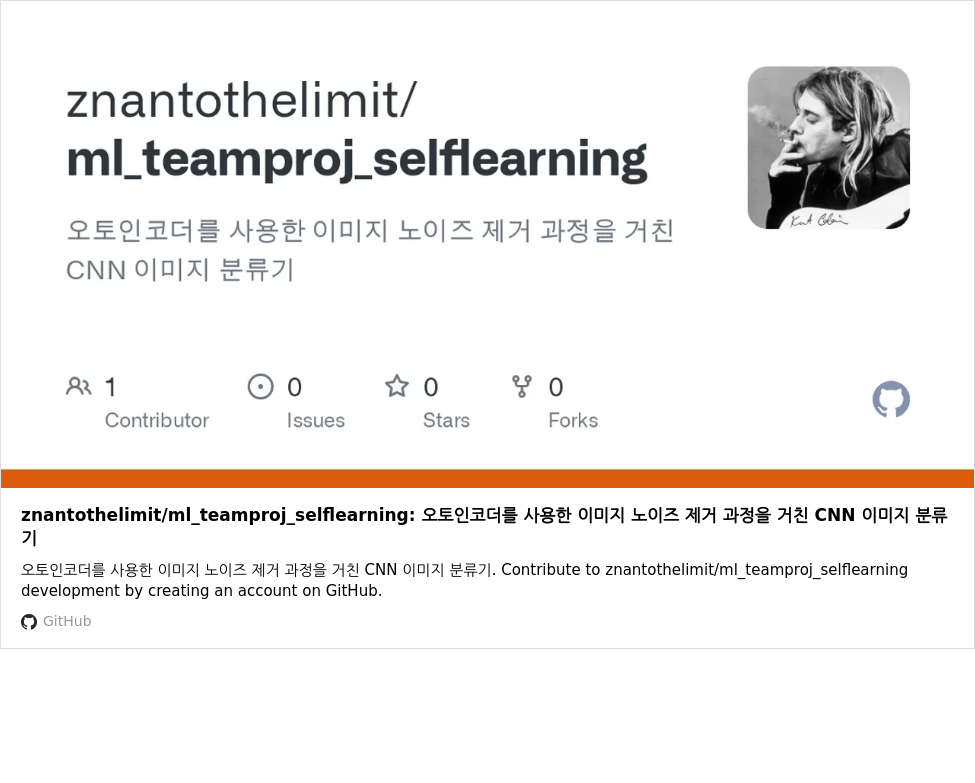 znantothelimit/
ml_teamproj_selflearning
오토인코더를 사용한 이미지 노이즈 제거 과정을 거친
CNN 이미지 분류기
Kurt Cobain
1
Contributor
0
Issues
0
Stars
0
Forks
znantothelimit/ml_teamproj_selflearning: 오토인코더를 사용한 이미지 노이즈 제거 과정을 거친 CNN 이미지 분류
기
오토인코더를 사용한 이미지 노이즈 제거 과정을 거친 CNN 이미지 분류기. Contribute to znantothelimit/ml_teamproj_selflearning
development by creating an account on GitHub.
GitHub